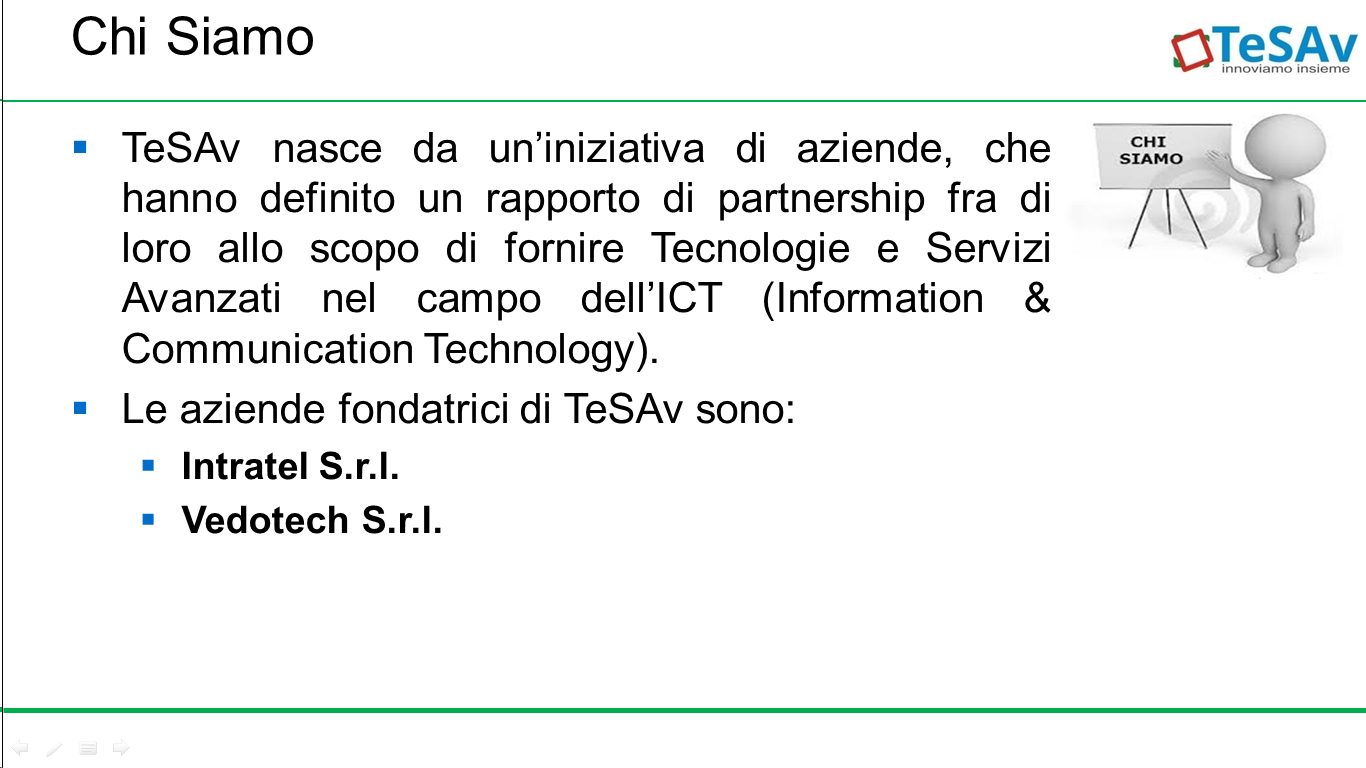 Chi Siamo
TeSAv
innoviamo insieme
TeSAv nasce da un’iniziativa di aziende, che
hanno definito un rapporto di partnership fra di
loro allo scopo di fornire Tecnologie e Servizi
Avanzati nel campo dell’ICT (Information &
Communication Technology).
CHI
SIAMO
Le aziende fondatrici di TeSAv sono:
Intratel S.r.l.
Vedotech S.r.l.